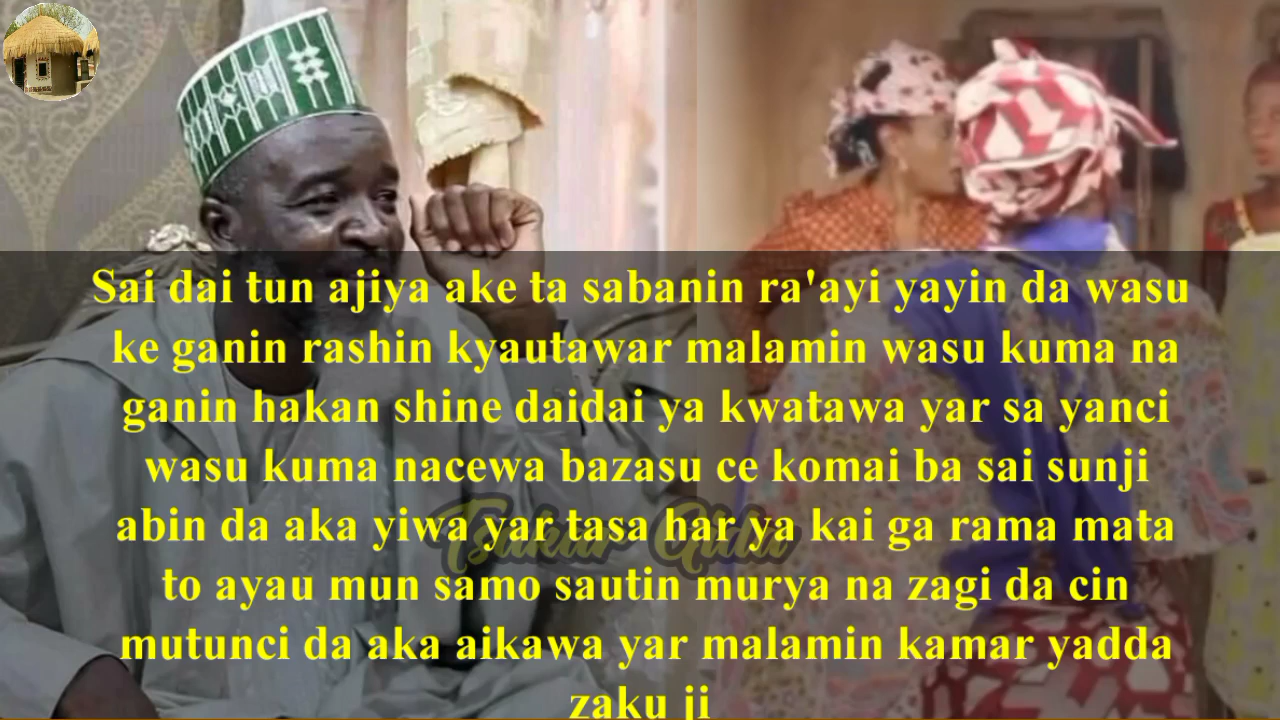 Sai dai tun ajiya ake ta sabanin ra'ayi yayin da wasu
ke ganin rashin kyautawar malamin wasu kuma na
ganin hakan shine daidai ya kwatawa yar sa yanci
wasu kuma nacewa bazasu ce komai ba sai sunji
abin da aka yiwa yar tasa har ya kai ga rama mata
Tsakar Gida
to ayau mun samo sautin murya na zagi da cin
mutunci da aka aikawa yar malamin kamar yadda
zaku ji